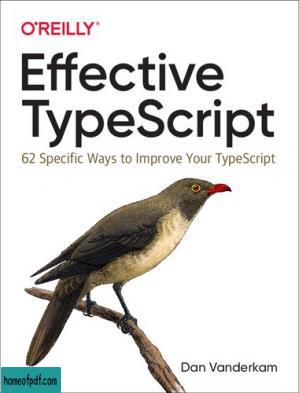 O'REILLY®
Effective
TypeScript
62 Specific Ways to Improve Your TypeScript
Dan Vanderkam
homeofpdf.com